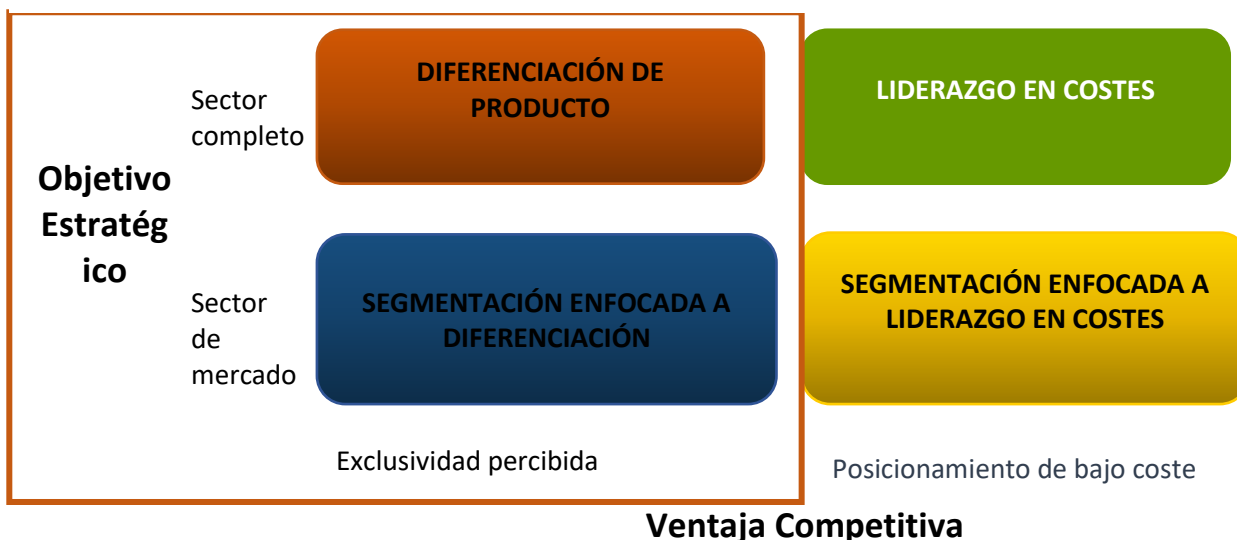 DIFERENCIACIÓN DE
PRODUCTO
LIDERAZGO EN COSTES
Sector
completo
Objetivo
Estratég
ico
Sector
de
mercado
SEGMENTACIÓN ENFOCADA A
DIFERENCIACIÓN
SEGMENTACIÓN ENFOCADA A
LIDERAZGO EN COSTES
Exclusividad percibida
Posicionamiento de bajo coste
Ventaja Competitiva